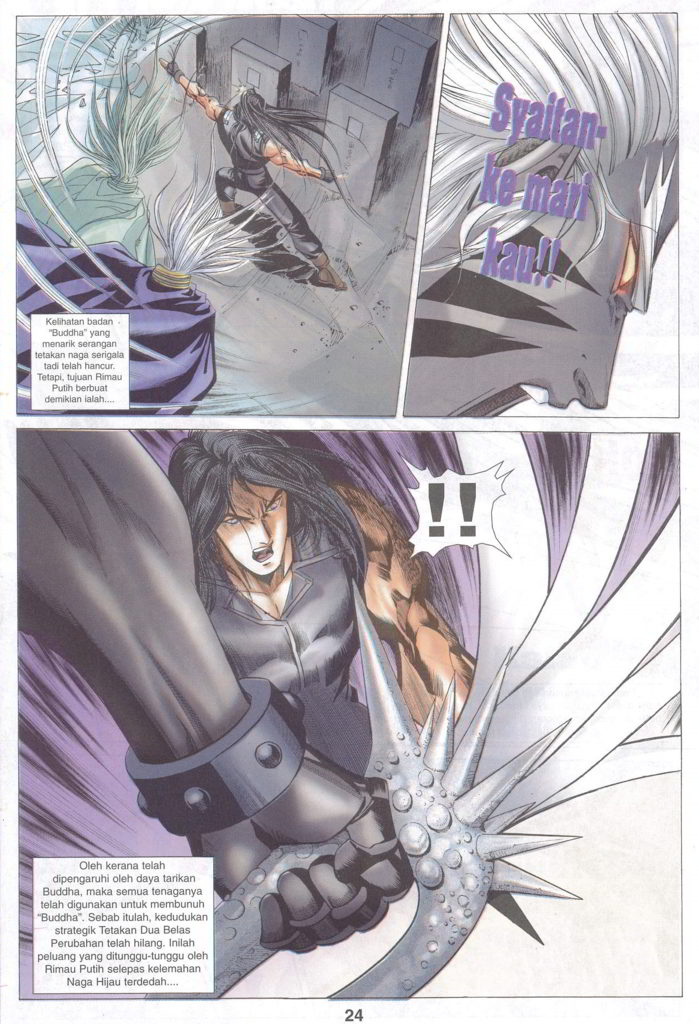 Kelihatan badan
"Buddha" yang
menarik serangan
tetakan naga serigala
tadi telah hancur.
Tetapi, tujuan Rimau
Putih berbuat
demikian ialah....
Syaitan-
ke mari
kau!!
!!
Oleh kerana telah
dipengaruhi oleh daya tarikan
Buddha, maka semua tenaganya
telah digunakan untuk membunuh
"Buddha". Sebab itulah, kedudukan
strategik Tetakan Dua Belas
Perubahan telah hilang. Inilah
peluang yang ditunggu-tunggu oleh
Rimau Putih selepas kelemahan
Naga Hijau terdedah....
24